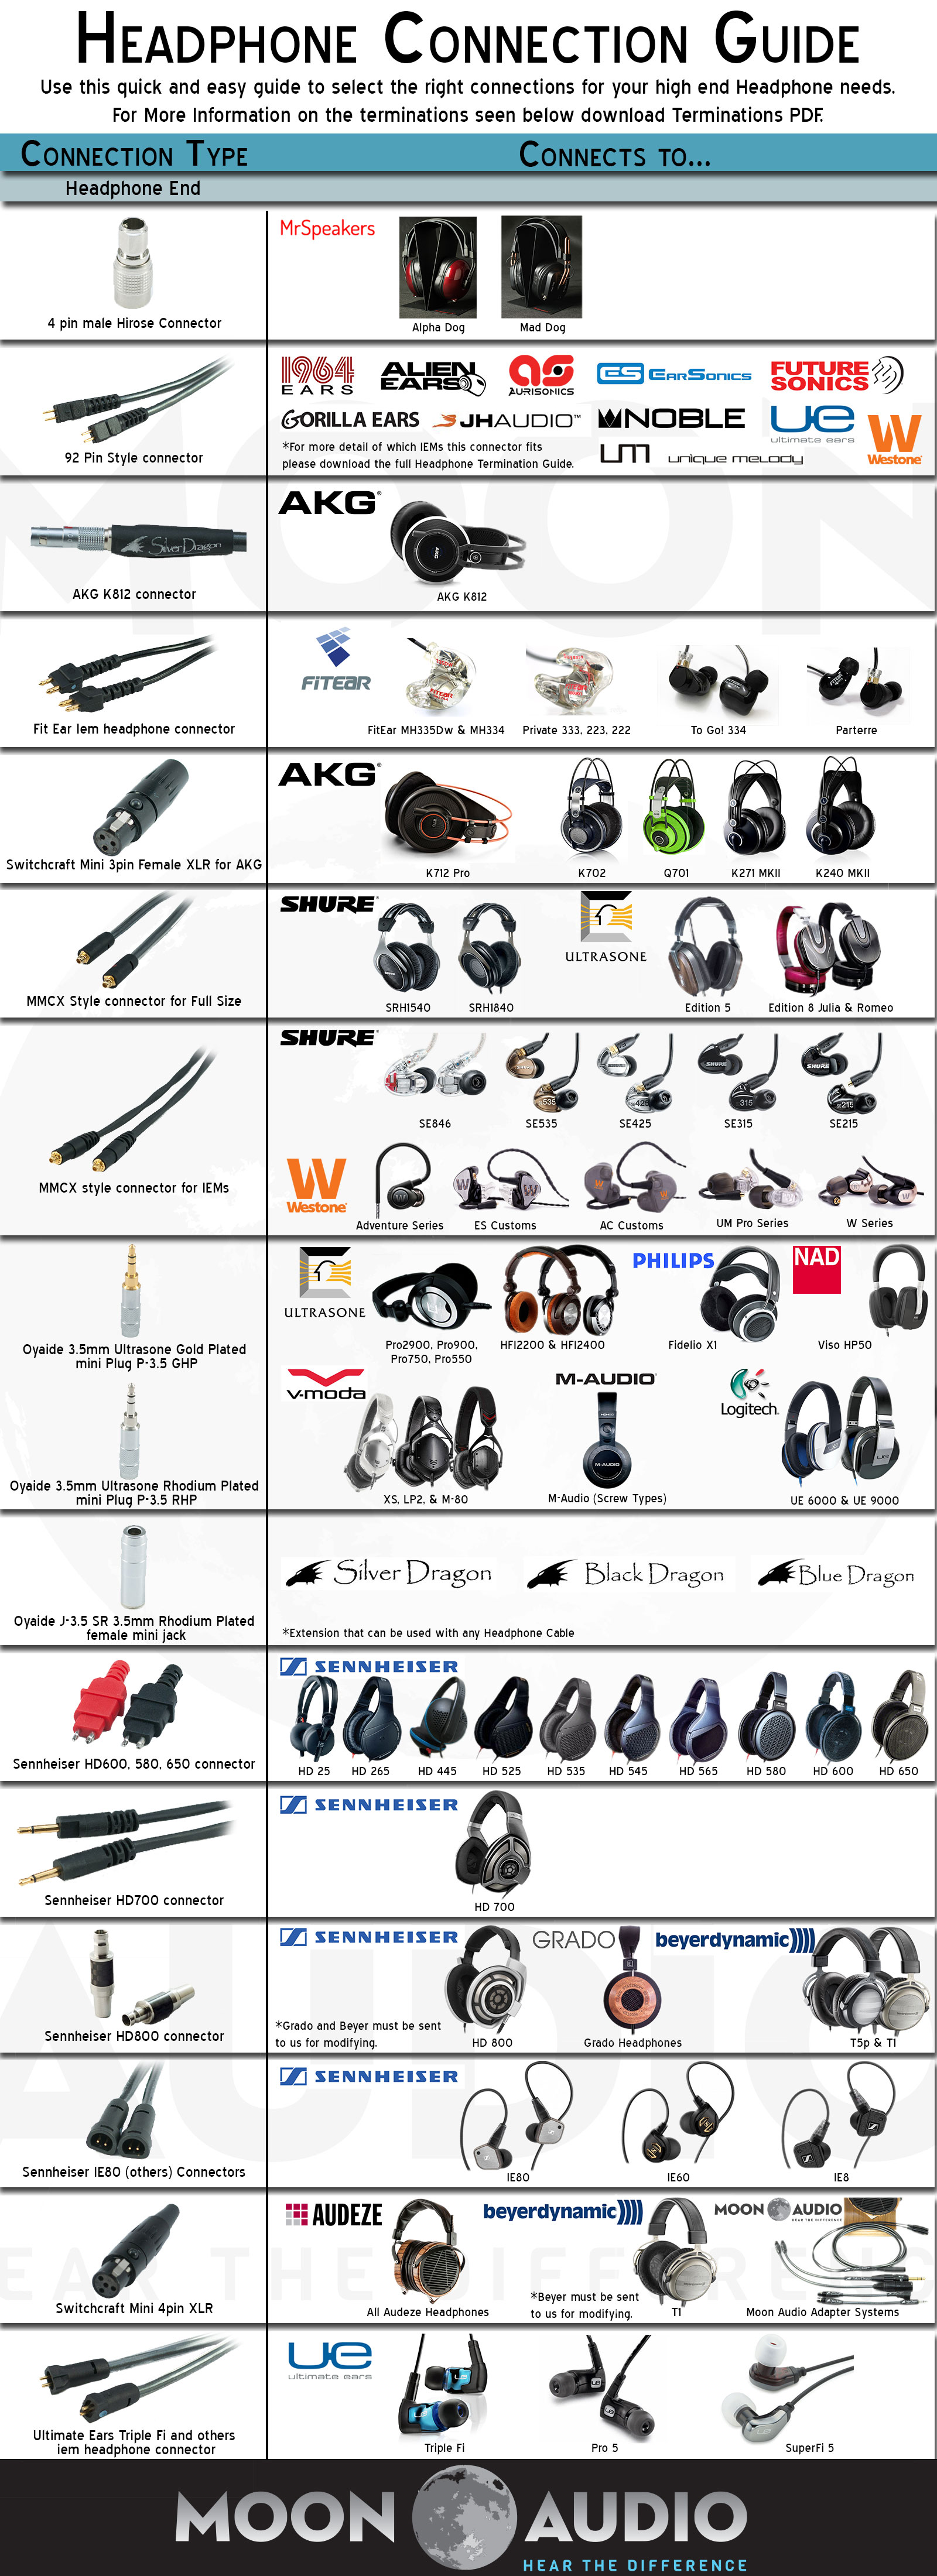 HEADPHONE CONNECTION GUIDE
Use this quick and easy guide to select the right connections for your high end Headphone needs.
For More Information on the terminations seen below download Terminations PDF.
CONNECTION TYPE
CONNECTS TO...
Headphone End
MrSpeakers
4 pin male Hirose Connector
Alpha Dog
Mad Dog
1964 EARS
ALIEN EARS
AURISONICS
ES EARSONICS
FUTURE SONICS
GORILLA EARS
JHAUDIO™
NOBLE
ue ultimate ears
Westone®
*For more detail of which IEMs this connector fits
please download the full Headphone Termination Guide.
UM unique melody
92 Pin Style connector
AKG®
Silver Dragon
AKG K812 connector
AKG K812
FitEar
Fit Ear Iem headphone connector
FitEar MH335Dw & MH334
Private 333, 223, 222
To Go! 334
Parterre
AKG®
Switchcraft Mini 3pin Female XLR for AKG
K712 Pro
K702
Q701
K271 MKII
K240 MKII
SHURE®
ULTRASONE
MMCX Style connector for Full Size
SRH1540
SRH1840
Edition 5
Edition 8 Julia & Romeo
SHURE®
SE846
SE535
SE425
SE315
SE215
MMCX style connector for IEMs
Westone®
Adventure Series
ES Customs
AC Customs
UM Pro Series
W Series
ULTRASONE
PHILIPS
NAD
Oyaide 3.5mm Ultrasone Gold Plated
mini Plug P-3.5 GHP
Pro2900, Pro900,
Pro750, Pro550
HFI2200 & HFI2400
Fidelio X1
Viso HP50
v-moda
M-AUDIO®
Logitech
Oyaide 3.5mm Ultrasone Rhodium Plated
mini Plug P-3.5 RHP
XS, LP2, & M-80
M-Audio (Screw Types)
UE 6000 & UE 9000
Silver Dragon
Black Dragon
Blue Dragon
Oyaide J-3.5 SR 3.5mm Rhodium Plated
female mini jack
*Extension that can be used with any Headphone Cable
SENNHEISER
Sennheiser HD600, 580, 650 connector
HD 25
HD 265
HD 445
HD 525
HD 535
HD 545
HD 565
HD 580
HD 600
HD 650
SENNHEISER
Sennheiser HD700 connector
HD 700
SENNHEISER
GRADO
beyerdynamic
*Grado and Beyer must be sent
to us for modifying.
Sennheiser HD800 connector
HD 800
Grado Headphones
T5p & T1
SENNHEISER
Sennheiser IE80 (others) Connectors
IE80
IE60
IE8
AUDEZE
beyerdynamic
MOON AUDIO
HEAR THE DIFFERENCE
Switchcraft Mini 4pin XLR
All Audeze Headphones
*Beyer must be sent
to us for modifying.
T1
Moon Audio Adapter Systems
ue
ultimate ears
Ultimate Ears Triple Fi and others
iem headphone connector
Triple Fi
Pro 5
SuperFi 5
MOON AUDIO
HEAR THE DIFFERENCE